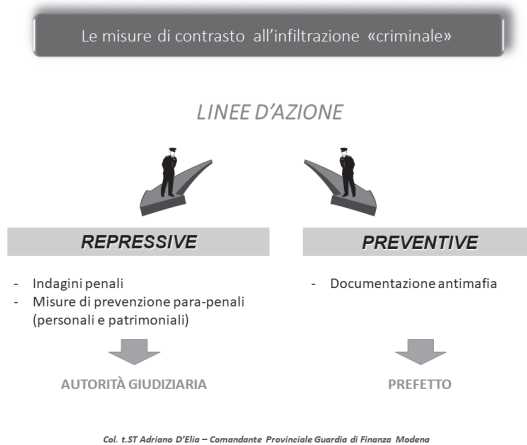 Le misure di contrasto all'infiltrazione «criminale»
LINEE D'AZIONE
REPRESSIVE
- Indagini penali
- Misure di prevenzione para-penali
(personali e patrimoniali)
AUTORITÀ GIUDIZIARIA
PREVENTIVE
- Documentazione antimafia
PREFETTO
Col. t.ST Adriano D'Elia – Comandante Provinciale Guardia di Finanza Modena